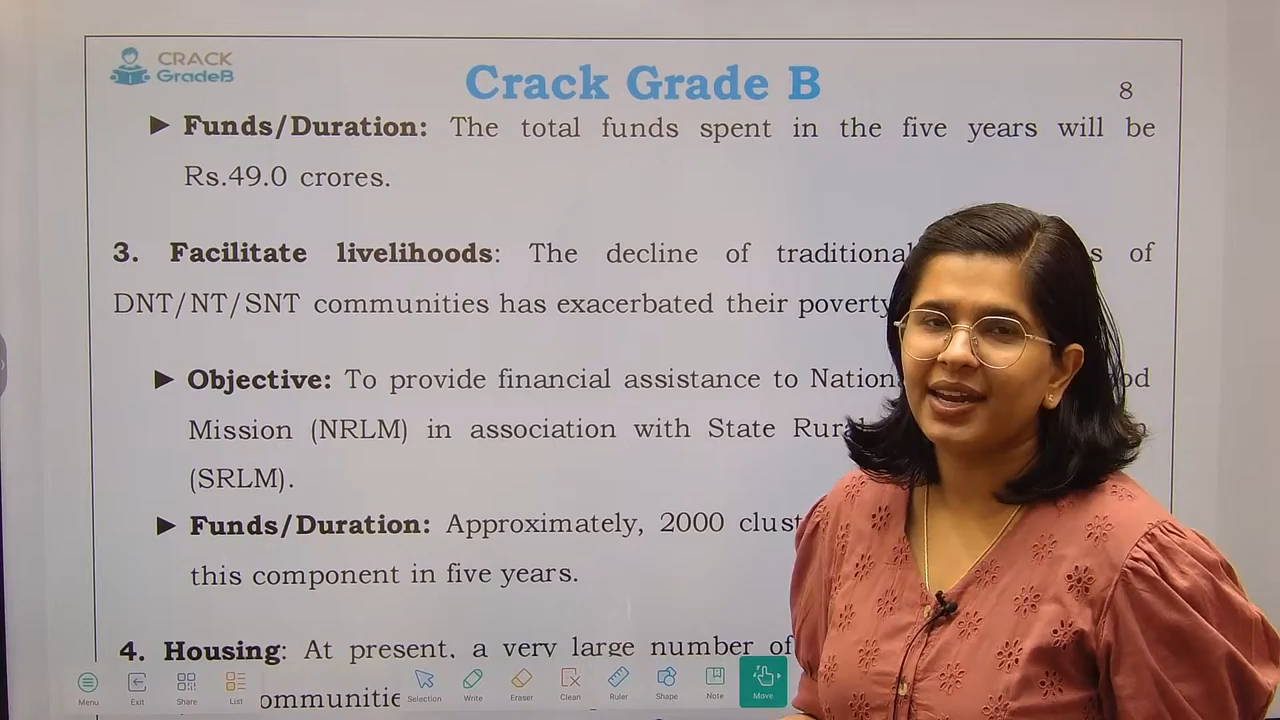 CRACK
GradeB
Crack Grade B
8
► Funds/Duration: The total funds spent in the five years will be
Rs.49.0 crores.
3. Facilitate livelihoods: The decline of traditional of
DNT/NT/SNT communities has exacerbated their poverty
► Objective: To provide financial assistance to
Mission (NRLM) in association with State
(SRLM).
► Funds/Duration: Approximately, 2000
this component in five years.
4. Housing: At present, a very large number of
Menu
Exit
Share
List
Selection
Write
Eraser
Clean
Ruler
Shape
Note
Move